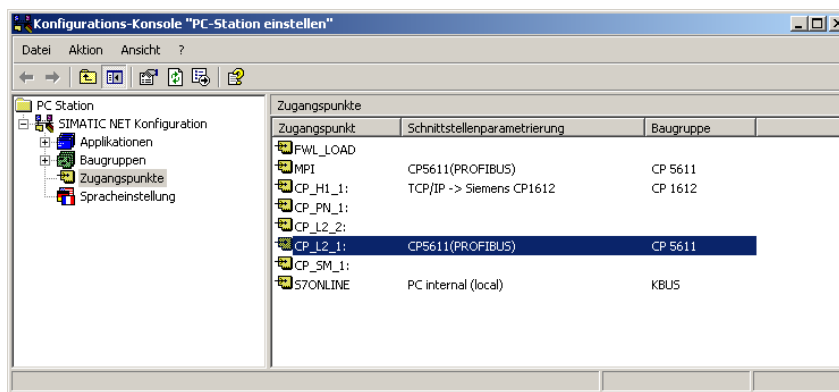 Konfigurations-Konsole "PC-Station einstellen"
Datei Aktion Ansicht ?
PC Station
SIMATIC NET Konfiguration
Applikationen
Baugruppen
Zugangspunkte
Spracheinstellung
Zugangspunkte
Zugangspunkt Schnittstellenparametrierung Baugruppe
FWL_LOAD
MPI CP5611(PROFIBUS) CP 5611
CP_H1_1: TCP/IP -> Siemens CP1612 CP 1612
CP_PN_1:
CP_L2_2:
CP_L2_1: CP5611(PROFIBUS) CP 5611
CP_SM_1:
S7ONLINE PC internal (local) KBUS